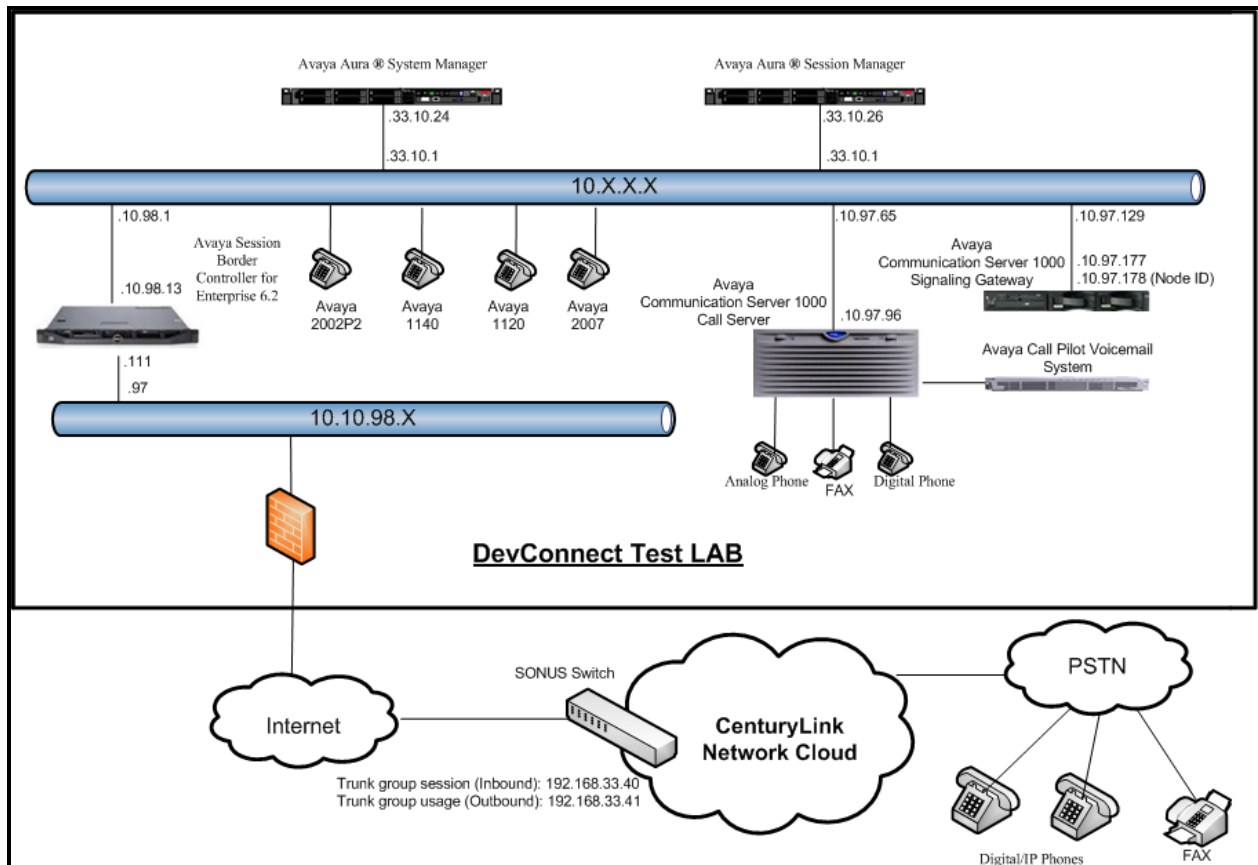 Avaya Aura ® System Manager
Avaya Aura ® Session Manager
.33.10.24
.33.10.26
.33.10.1
.33.10.1
10.X.X.X
.10.98.1
.10.97.65
.10.97.129
Avaya Session
Border
Controller for
Enterprise 6.2
.10.98.13
Avaya
2002P2
Avaya
1140
Avaya
1120
Avaya
2007
Avaya
Communication Server 1000
Call Server
.10.97.96
Avaya
Communication Server 1000
Signaling Gateway
.10.97.177
.10.97.178 (Node ID)
Avaya Call Pilot Voicemail
System
.111
.97
10.10.98.X
Analog Phone
FAX
Digital Phone
DevConnect Test LAB
SONUS Switch
Internet
CenturyLink
Network Cloud
PSTN
Trunk group session (Inbound): 192.168.33.40
Trunk group usage (Outbound): 192.168.33.41
Digital/IP Phones
FAX